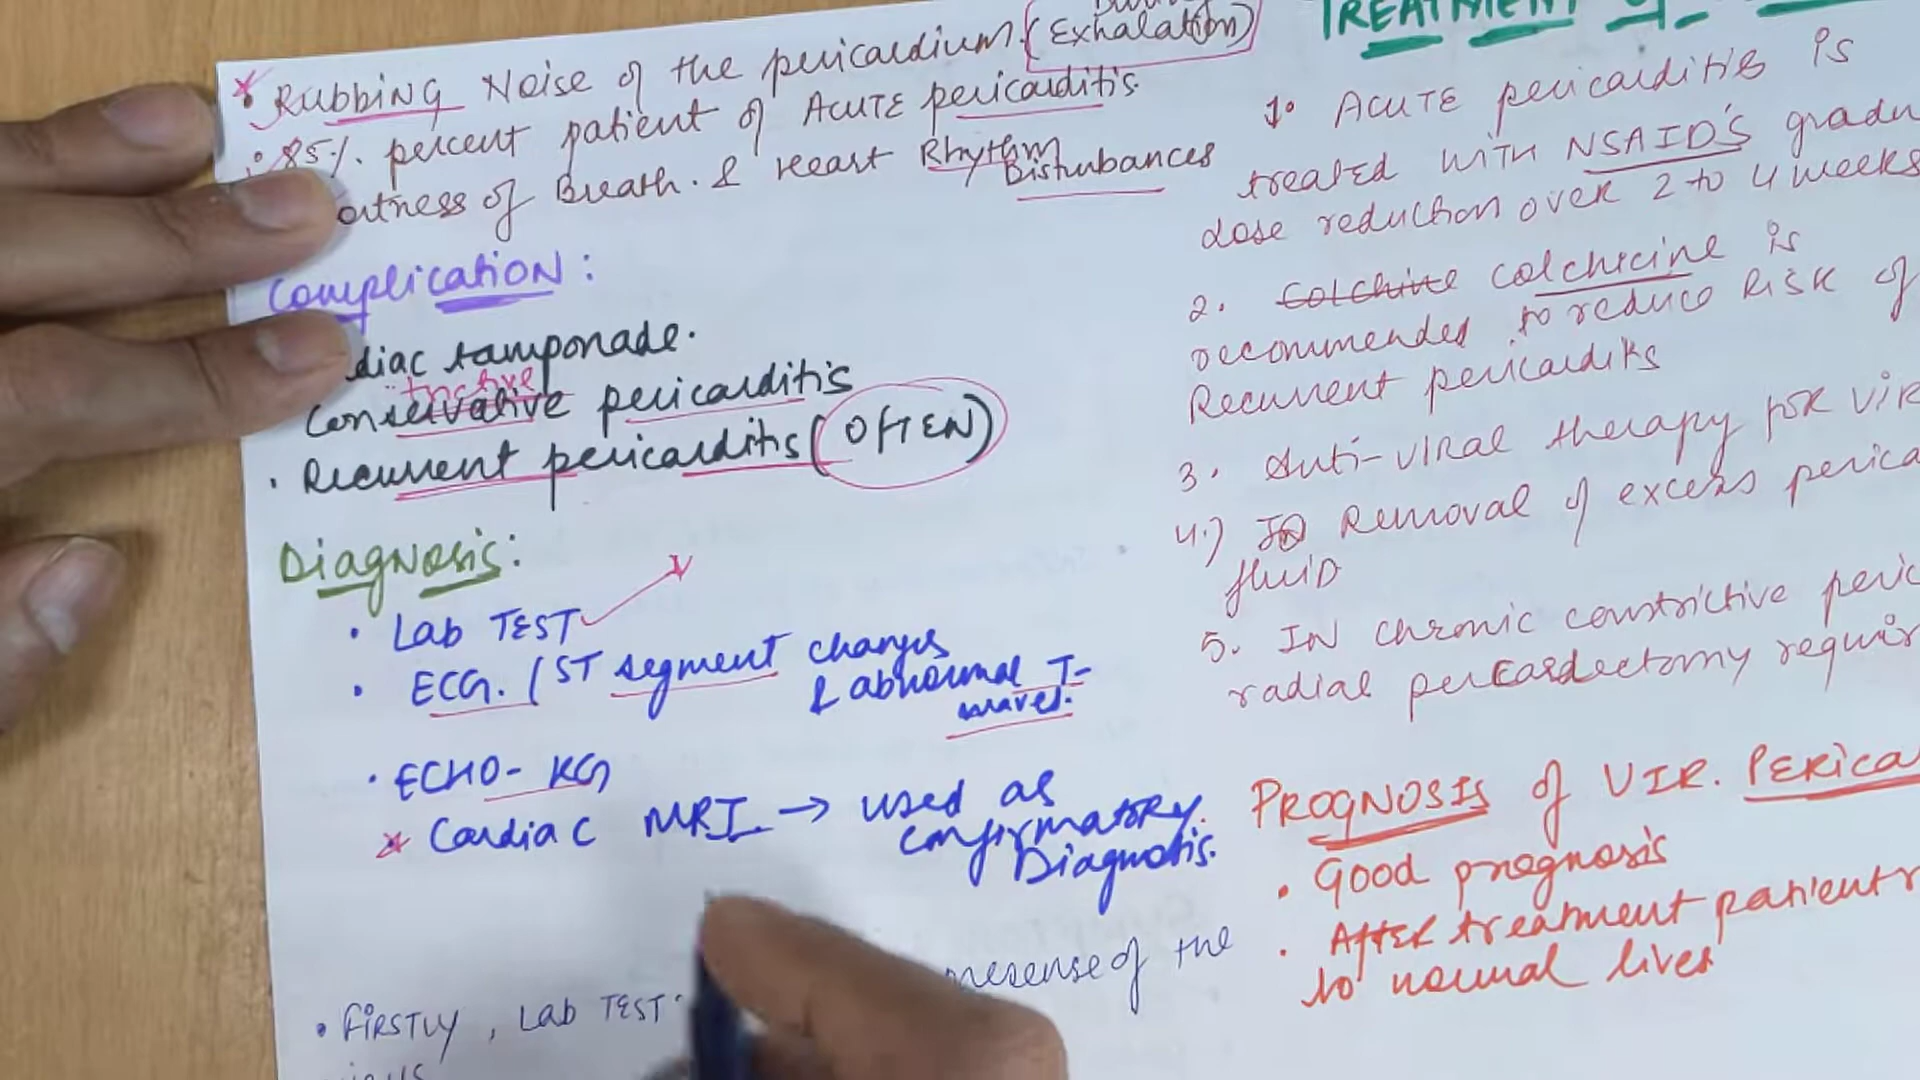 Rubbing Noise of the pericardium. (Exhalation)
85%. percent patient of Acute pericarditis.
ortness of Breath. & Heart Rhythm Disturbances
Complication:
diac tamponade.
trictive
Conservative pericarditis
• Recurrent pericarditis (OFTEN)
Diagnosis:
• Lab TEST
• ECG. (ST segment changes
& abnormal T-
waves.
• ECHO-KG
Cardiac MRI → used as
confirmatory.
Diagnosis.
presense of the
• Firstly, Lab TEST
TREATMENT of
1. Acute pericarditis is
treated with NSAID'S gradu
dose reduction over 2 to 4 weeks
2. Colchive colchicine is
recommended to reduce Risk of
Recurrent pericarditis
3. Anti-viral therapy for vir
4.) Removal of excess perica
fluid
5. In chronic constrictive peric
radial pericardectomy requir
PROGNOSIS of VIR. PERICA
• Good prognosis
• After treatment patient r
to normal lives